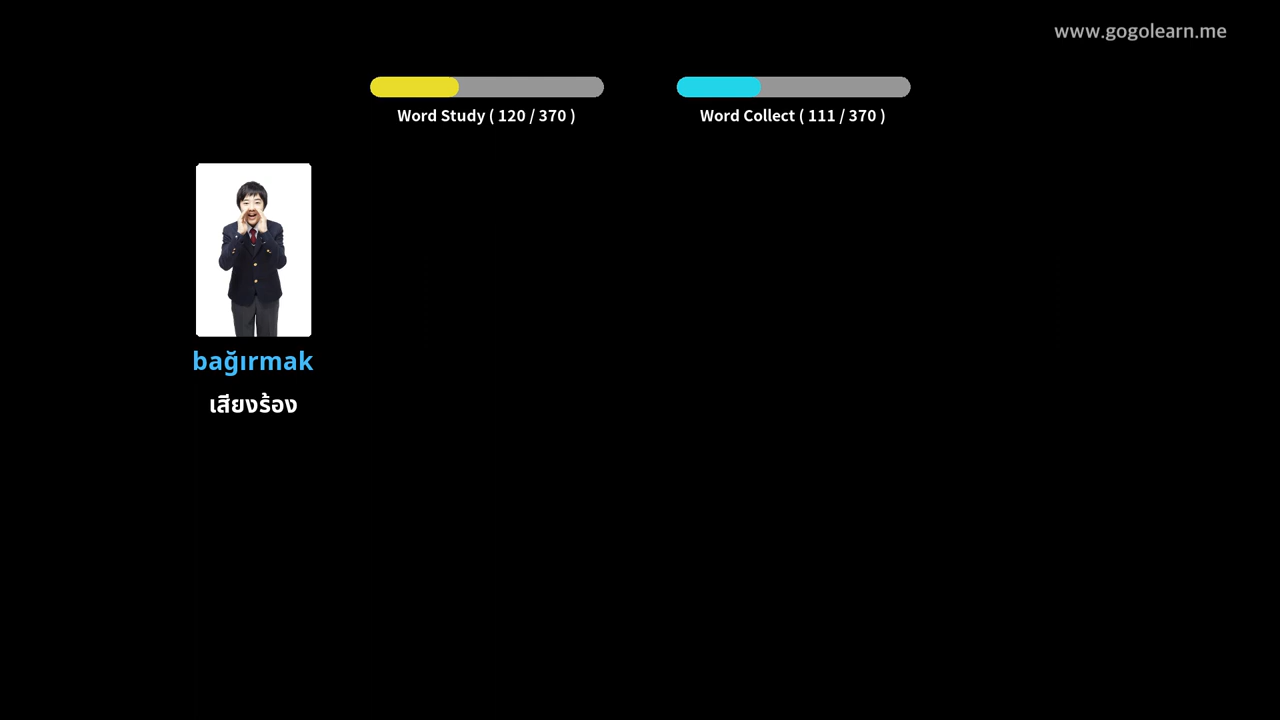 www.gogolearn.me
Word Study ( 120 / 370 )
Word Collect ( 111 / 370 )
bağırmak
เสียงร้อง